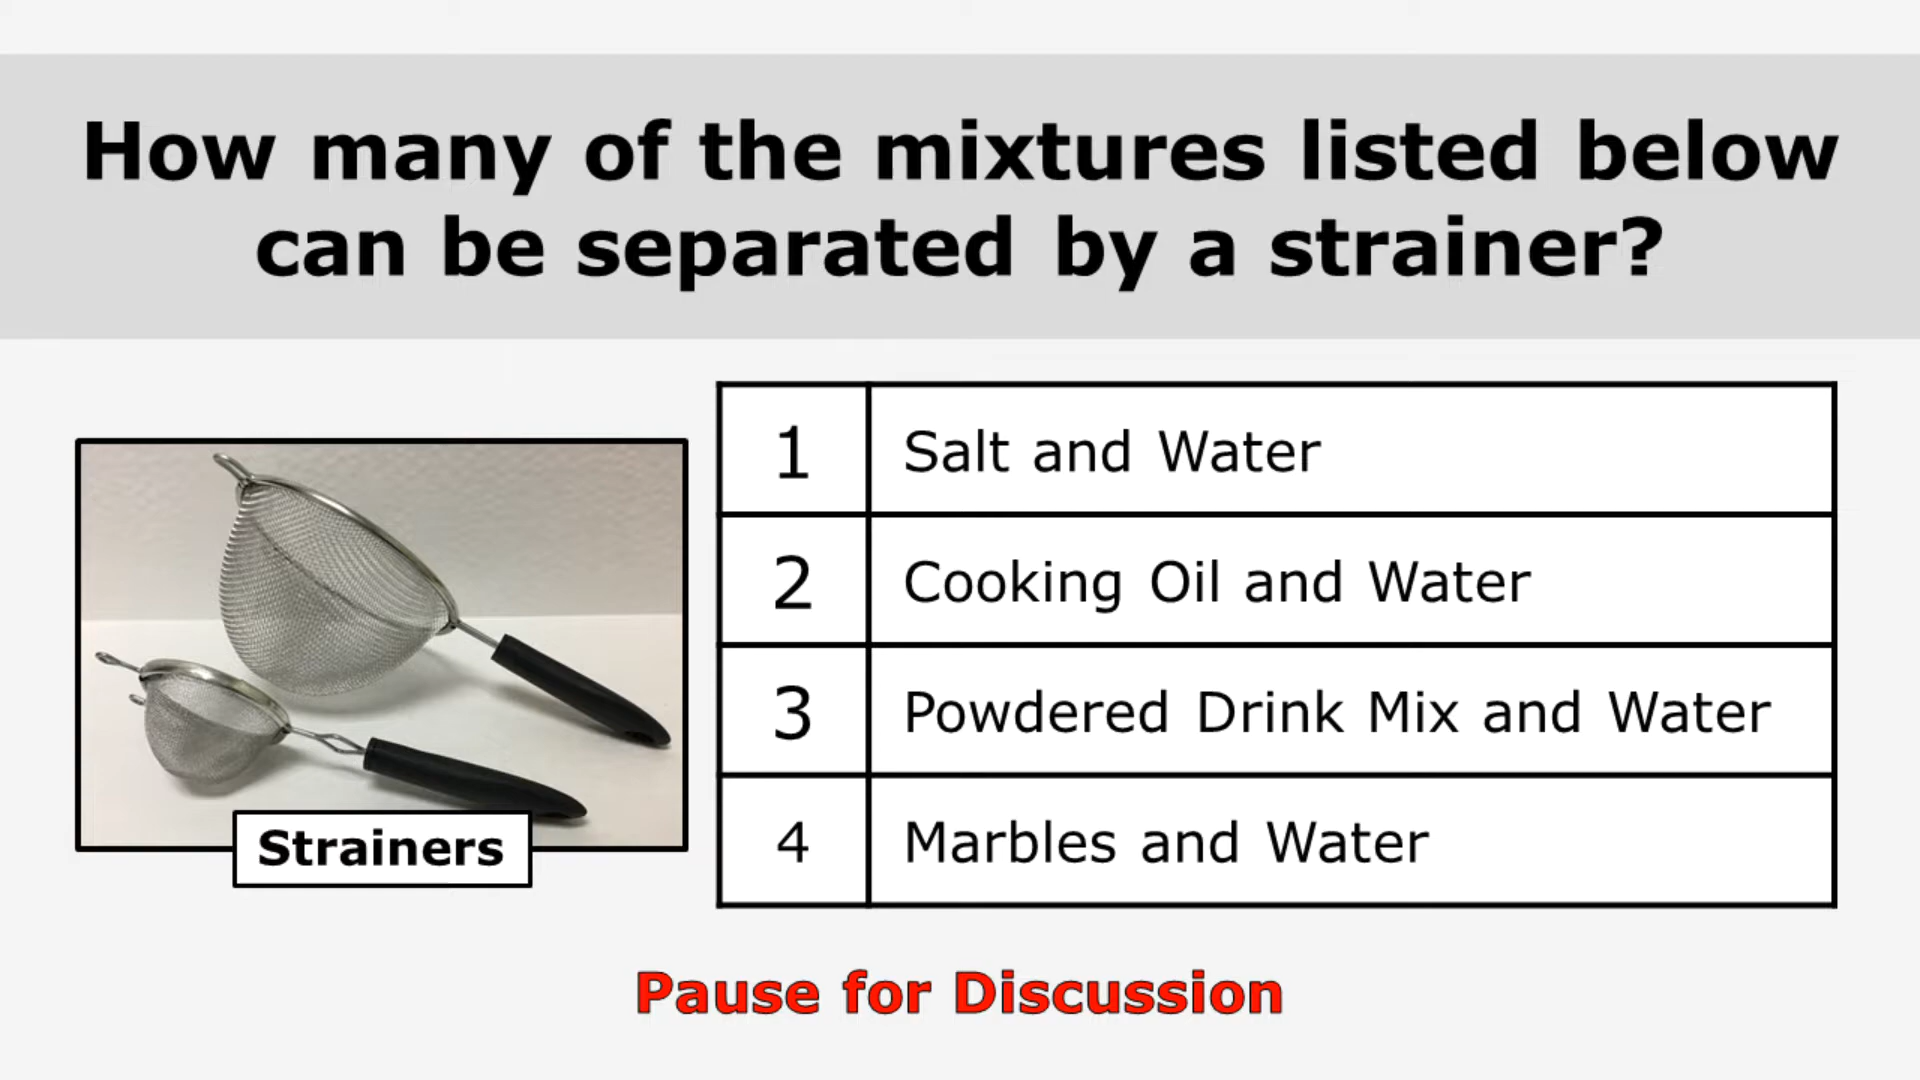 How many of the mixtures listed below
can be separated by a strainer?
Strainers
1 Salt and Water
2 Cooking Oil and Water
3 Powdered Drink Mix and Water
4 Marbles and Water
Pause for Discussion